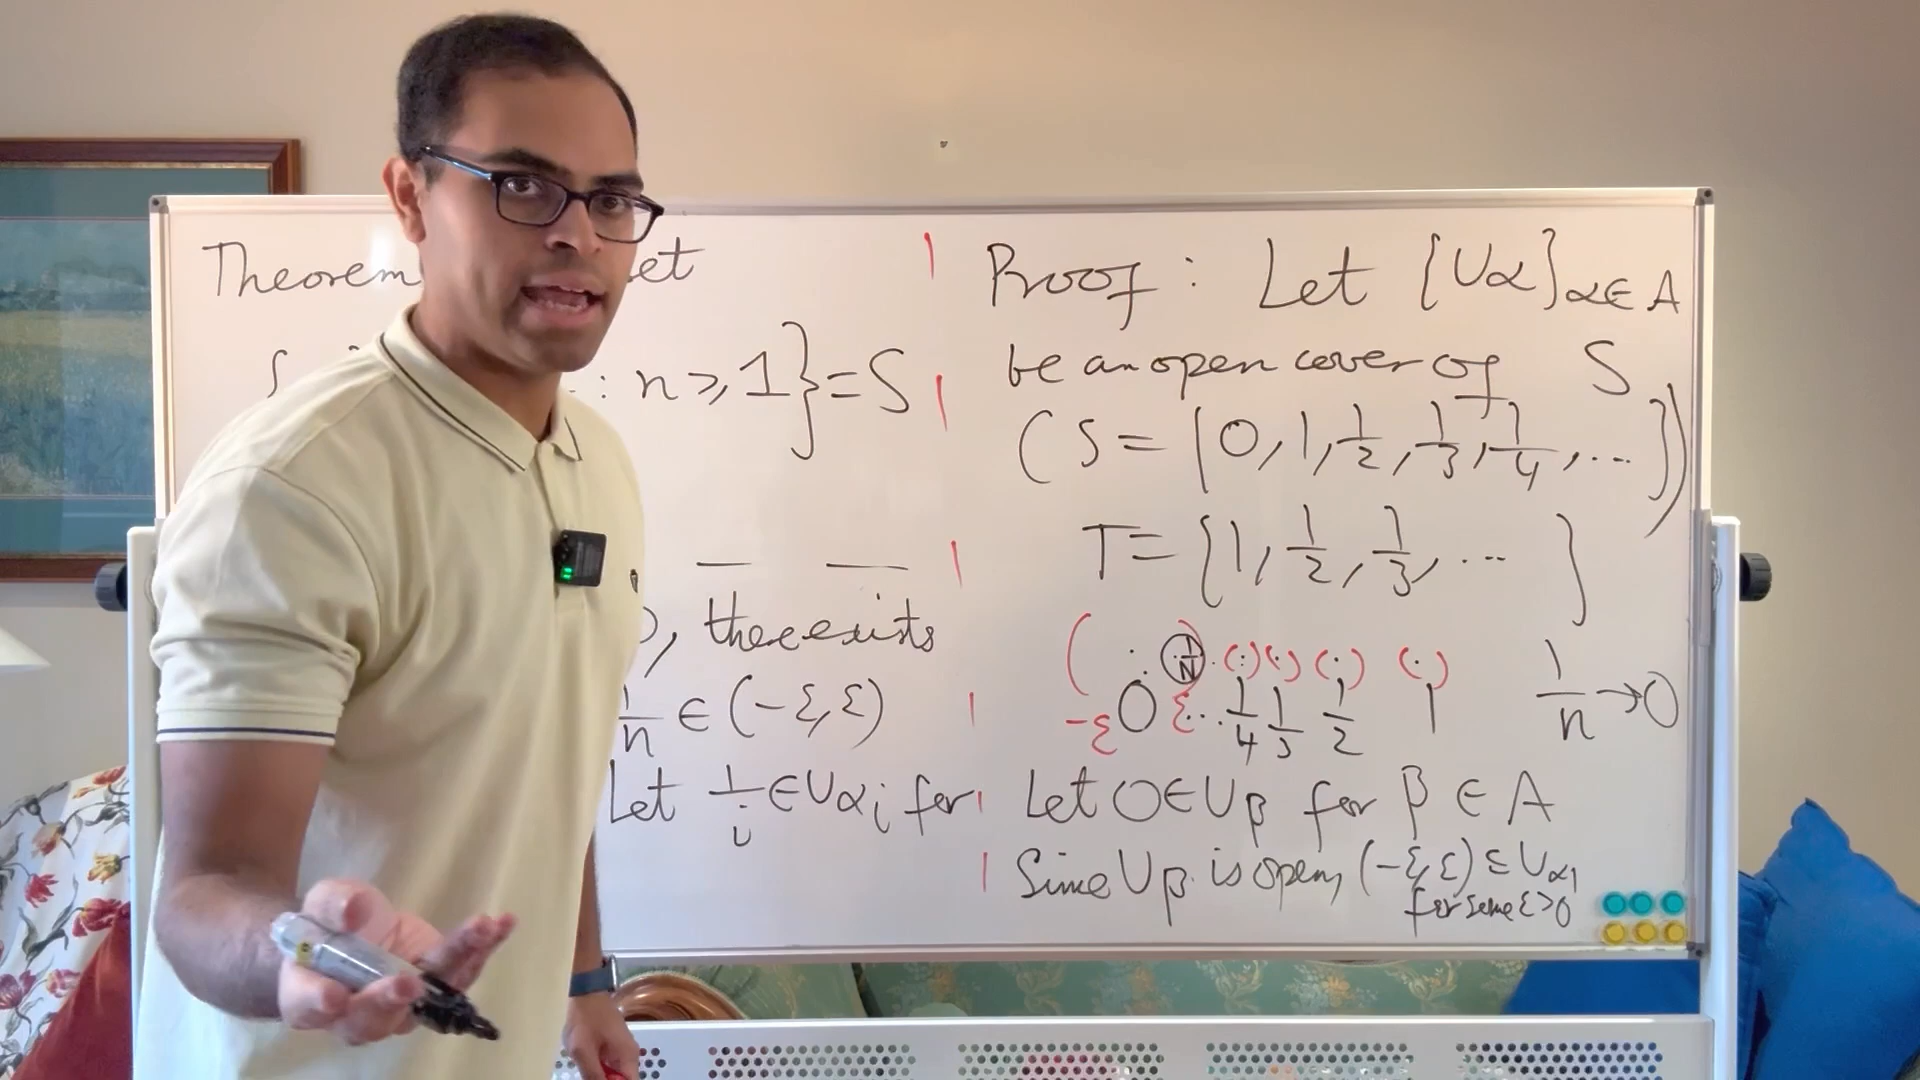 Theorem et
: n ≥ 1} = S
, there exists
1/n ∈ (-ε, ε)
Let 1/i ∈ Uαi for
Proof : Let {Uα}α∈A
be an open cover of S
(S = {0, 1, 1/2, 1/3, 1/4, ...})
T = {1, 1/2, 1/3, ... }
( . (1/N) ) . (.) (.) (.) (.)
-ε 0 ε ... 1/4 1/3 1/2 1
1/n → 0
Let 0 ∈ Uβ for β ∈ A
Since Uβ is open, (-ε, ε) ⊆ Uα1
for some ε > 0